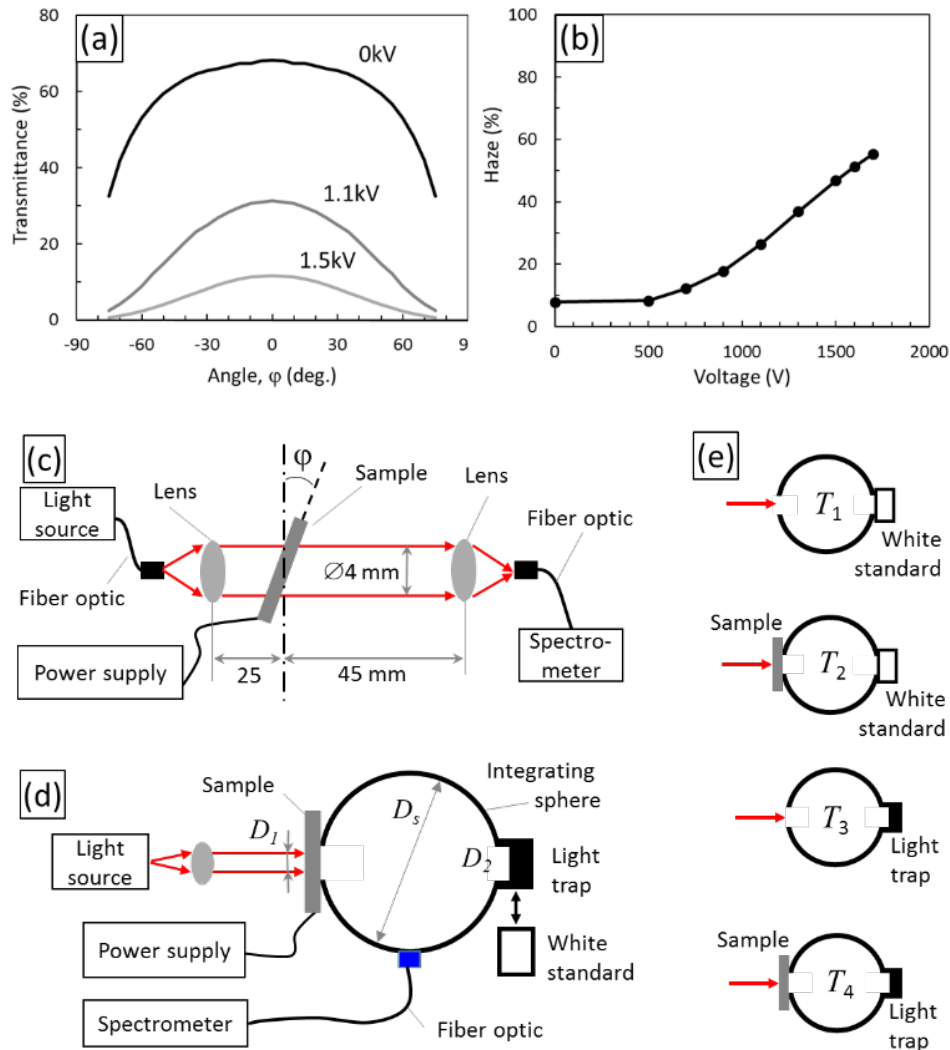 (a)
Transmittance (%)
80
60
40
20
0
0kV
1.1kV
1.5kV
-90
-60
-30
0
30
60
9
Angle, φ (deg.)
(b)
Haze (%)
100
80
60
40
20
0
0
500
1000
1500
2000
Voltage (V)
(c)
Light
source
Lens
φ
Sample
Lens
Fiber optic
Fiber optic
Ø4 mm
Power supply
25
45 mm
Spectro-
meter
(d)
Sample
Integrating
sphere
Light
source
D1
Ds
D2
Light
trap
Power supply
White
standard
Spectrometer
Fiber optic
(e)
T1
White
standard
Sample
T2
White
standard
T3
Light
trap
Sample
T4
Light
trap